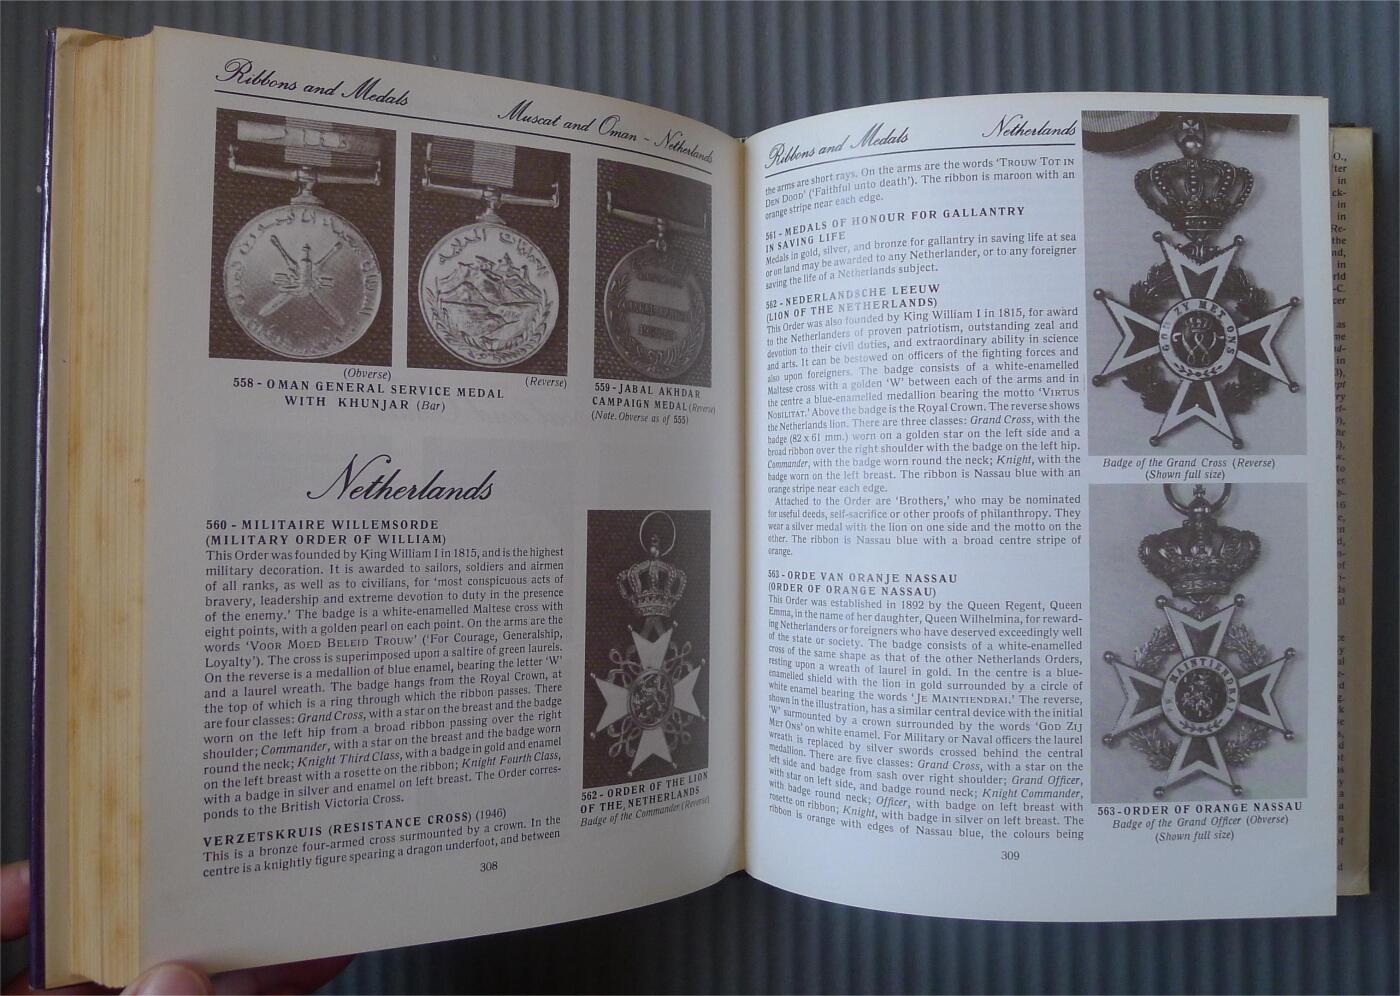 Ribbons and Medals
Muscat and Oman - Netherlands
(Obverse)
(Reverse)
558 - OMAN GENERAL SERVICE MEDAL
WITH KHUNJAR (Bar)
559 - JABAL AKHDAR
CAMPAIGN MEDAL (Reverse)
(Note. Obverse as of 555)
Netherlands
560 - MILITAIRE WILLEMSORDE
(MILITARY ORDER OF WILLIAM)
This Order was founded by King William I in 1815, and is the highest
military decoration. It is awarded to sailors, soldiers and airmen
of all ranks, as well as to civilians, for 'most conspicuous acts of
bravery, leadership and extreme devotion to duty in the presence
of the enemy.' The badge is a white-enamelled Maltese cross with
eight points, with a golden pearl on each point. On the arms are the
words 'VOOR MOED BELEID TROUW' ('For Courage, Generalship,
Loyalty'). The cross is superimposed upon a saltire of green laurels.
On the reverse is a medallion of blue enamel, bearing the letter 'W'
and a laurel wreath. The badge hangs from the Royal Crown, at
the top of which is a ring through which the ribbon passes. There
are four classes: Grand Cross, with a star on the breast and the badge
worn on the left hip from a broad ribbon passing over the right
shoulder; Commander, with a star on the breast and the badge worn
round the neck; Knight Third Class, with a badge in gold and enamel
on the left breast with a rosette on the ribbon; Knight Fourth Class,
with a badge in silver and enamel on left breast. The Order corres-
ponds to the British Victoria Cross.
VERZETSKRUIS (RESISTANCE CROSS) (1946)
This is a bronze four-armed cross surmounted by a crown. In the
centre is a knightly figure spearing a dragon underfoot, and between
562 - ORDER OF THE LION
OF THE, NETHERLANDS
Badge of the Commander (Reverse)
308
Ribbons and Medals
Netherlands
the arms are short rays. On the arms are the words 'TROUW TOT IN
DEN DOOD' ('Faithful unto death'). The ribbon is maroon with an
orange stripe near each edge.
561 - MEDALS OF HONOUR FOR GALLANTRY
IN SAVING LIFE
Medals in gold, silver, and bronze for gallantry in saving life at sea
or on land may be awarded to any Netherlander, or to any foreigner
saving the life of a Netherlands subject.
562 - NEDERLANDSCHE LEEUW
(LION OF THE NETHERLANDS)
This Order was also founded by King William I in 1815, for award
to the Netherlanders of proven patriotism, outstanding zeal and
devotion to their civil duties, and extraordinary ability in science
and arts. It can be bestowed on officers of the fighting forces and
also upon foreigners. The badge consists of a white-enamelled
Maltese cross with a golden 'W' between each of the arms and in
the centre a blue-enamelled medallion bearing the motto 'VIRTUS
NOBILITAT.' Above the badge is the Royal Crown. The reverse shows
the Netherlands lion. There are three classes: Grand Cross, with the
badge (82 x 61 mm.) worn on a golden star on the left side and a
broad ribbon over the right shoulder with the badge on the left hip.
Commander, with the badge worn round the neck; Knight, with the
badge worn on the left breast. The ribbon is Nassau blue with an
orange stripe near each edge.
Attached to the Order are 'Brothers,' who may be nominated
for useful deeds, self-sacrifice or other proofs of philanthropy. They
wear a silver medal with the lion on one side and the motto on the
other. The ribbon is Nassau blue with a broad centre stripe of
orange.
563 - ORDE VAN ORANJE NASSAU
(ORDER OF ORANGE NASSAU)
This Order was established in 1892 by the Queen Regent, Queen
Emma, in the name of her daughter, Queen Wilhelmina, for reward-
ing Netherlanders or foreigners who have deserved exceedingly well
of the state or society. The badge consists of a white-enamelled
cross of the same shape as that of the other Netherlands Orders,
resting upon a wreath of laurel in gold. In the centre is a blue-
enamelled shield with the lion in gold surrounded by a circle of
white enamel bearing the words 'JE MAINTIENDRAI.' The reverse,
shown in the illustration, has a similar central device with the initial
'W' surmounted by a crown surrounded by the words 'GOD ZIJ
MET ONS' on white enamel. For Military or Naval officers the laurel
wreath is replaced by silver swords crossed behind the central
medallion. There are five classes: Grand Cross, with a star on the
left side and badge from sash over right shoulder; Grand Officer,
with star on left side, and badge round neck; Knight Commander,
with badge round neck; Officer, with badge on left breast with
rosette on ribbon; Knight, with badge in silver on left breast. The
ribbon is orange with edges of Nassau blue, the colours being
309
GOD ZY MET ONS
Badge of the Grand Cross (Reverse)
(Shown full size)
563 - ORDER OF ORANGE NASSAU
Badge of the Grand Officer (Obverse)
(Shown full size)